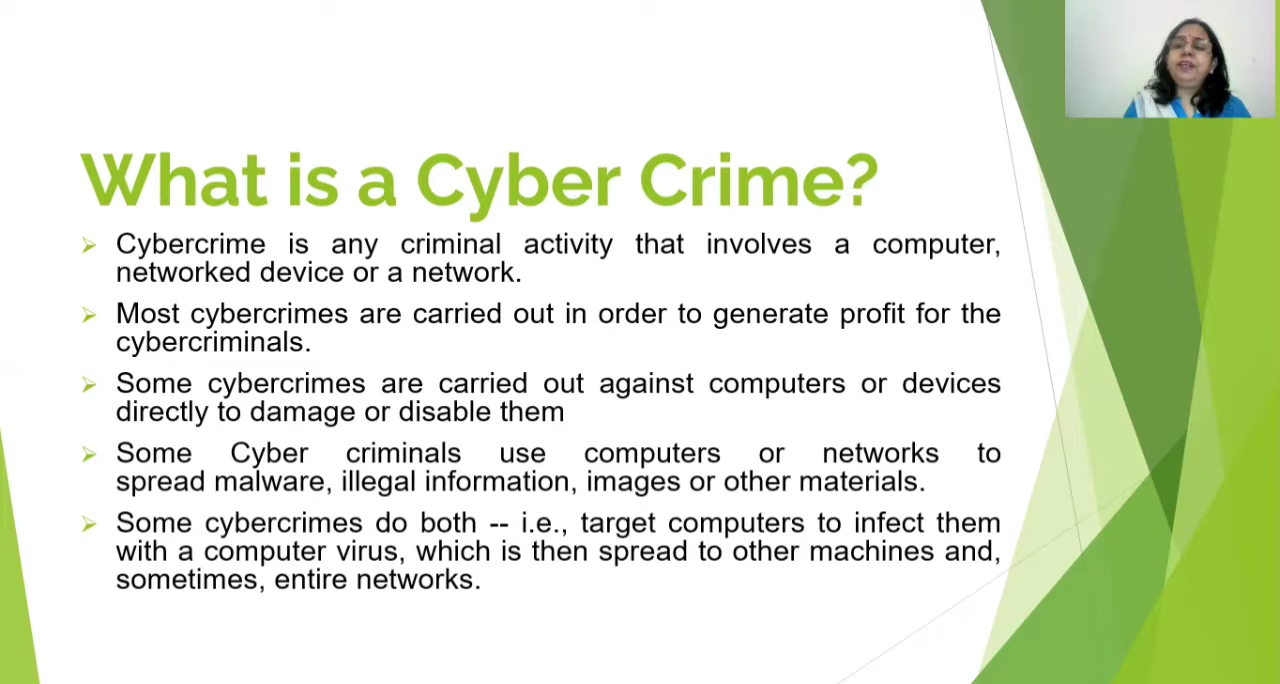 What is a Cyber Crime?
Cybercrime is any criminal activity that involves a computer,
networked device or a network.
Most cybercrimes are carried out in order to generate profit for the
cybercriminals.
Some cybercrimes are carried out against computers or devices
directly to damage or disable them
Some Cyber criminals use computers or networks to
spread malware, illegal information, images or other materials.
Some cybercrimes do both -- i.e., target computers to infect them
with a computer virus, which is then spread to other machines and,
sometimes, entire networks.